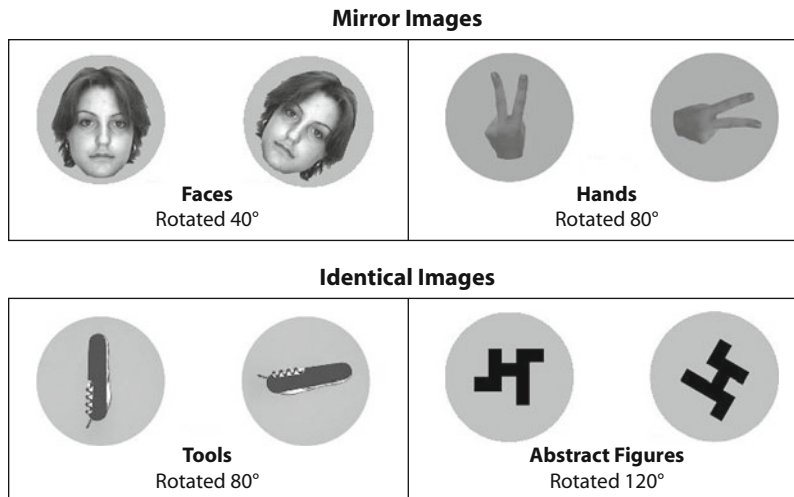 Mirror Images
Faces
Rotated 40°
Hands
Rotated 80°
Identical Images
Tools
Rotated 80°
Abstract Figures
Rotated 120°